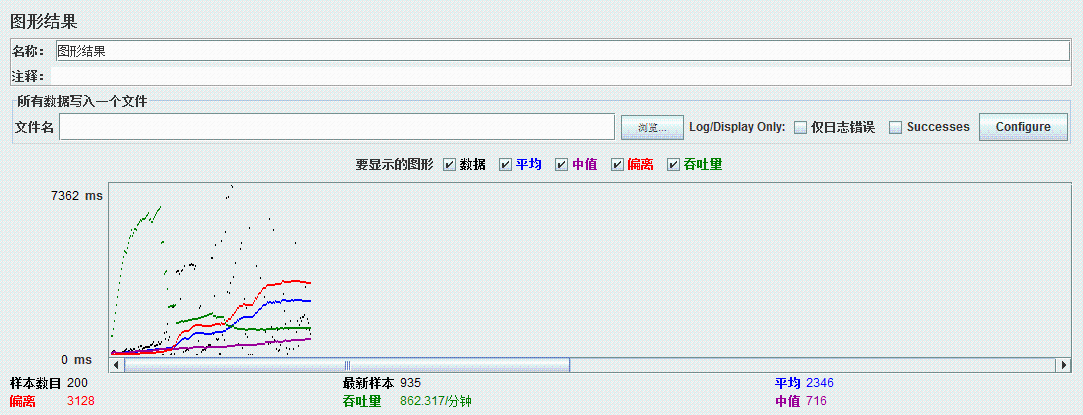 图形结果
名称： 图形结果
注释：
所有数据写入一个文件
文件名 浏览... Log/Display Only: 仅日志错误 Successes Configure
要显示的图形 数据 平均 中值 偏离 吞吐量
7362 ms
0 ms
样本数目 200 最新样本 935 平均 2346
偏离 3128 吞吐量 862.317/分钟 中值 716